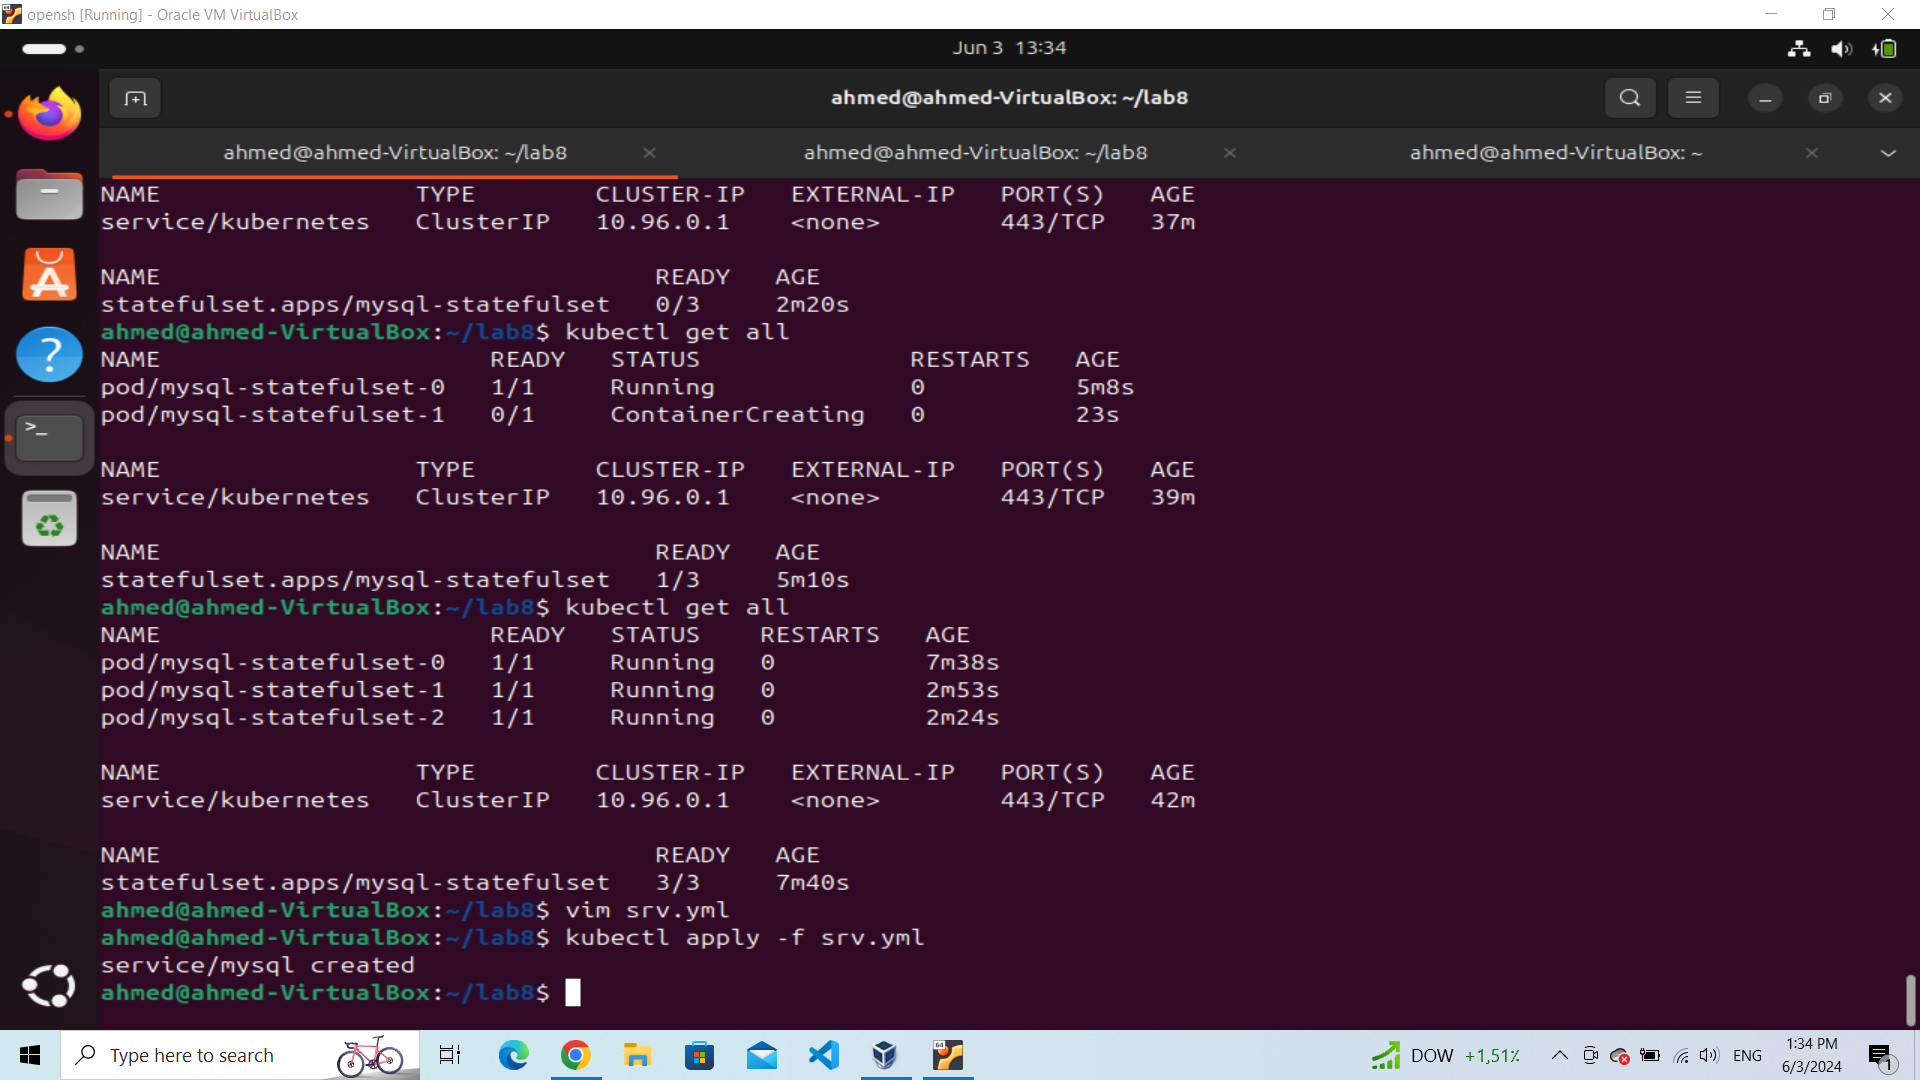 opensh [Running] - Oracle VM VirtualBox
Jun 3 13:34
ahmed@ahmed-VirtualBox: ~/lab8
ahmed@ahmed-VirtualBox: ~/lab8 ahmed@ahmed-VirtualBox: ~/lab8 ahmed@ahmed-VirtualBox: ~
NAME TYPE CLUSTER-IP EXTERNAL-IP PORT(S) AGE
service/kubernetes ClusterIP 10.96.0.1 <none> 443/TCP 37m
NAME READY AGE
statefulset.apps/mysql-statefulset 0/3 2m20s
ahmed@ahmed-VirtualBox:~/lab8$ kubectl get all
NAME READY STATUS RESTARTS AGE
pod/mysql-statefulset-0 1/1 Running 0 5m8s
pod/mysql-statefulset-1 0/1 ContainerCreating 0 23s
NAME TYPE CLUSTER-IP EXTERNAL-IP PORT(S) AGE
service/kubernetes ClusterIP 10.96.0.1 <none> 443/TCP 39m
NAME READY AGE
statefulset.apps/mysql-statefulset 1/3 5m10s
ahmed@ahmed-VirtualBox:~/lab8$ kubectl get all
NAME READY STATUS RESTARTS AGE
pod/mysql-statefulset-0 1/1 Running 0 7m38s
pod/mysql-statefulset-1 1/1 Running 0 2m53s
pod/mysql-statefulset-2 1/1 Running 0 2m24s
NAME TYPE CLUSTER-IP EXTERNAL-IP PORT(S) AGE
service/kubernetes ClusterIP 10.96.0.1 <none> 443/TCP 42m
NAME READY AGE
statefulset.apps/mysql-statefulset 3/3 7m40s
ahmed@ahmed-VirtualBox:~/lab8$ vim srv.yml
ahmed@ahmed-VirtualBox:~/lab8$ kubectl apply -f srv.yml
service/mysql created
ahmed@ahmed-VirtualBox:~/lab8$
Type here to search DOW +1,51% ENG 1:34 PM
6/3/2024 1